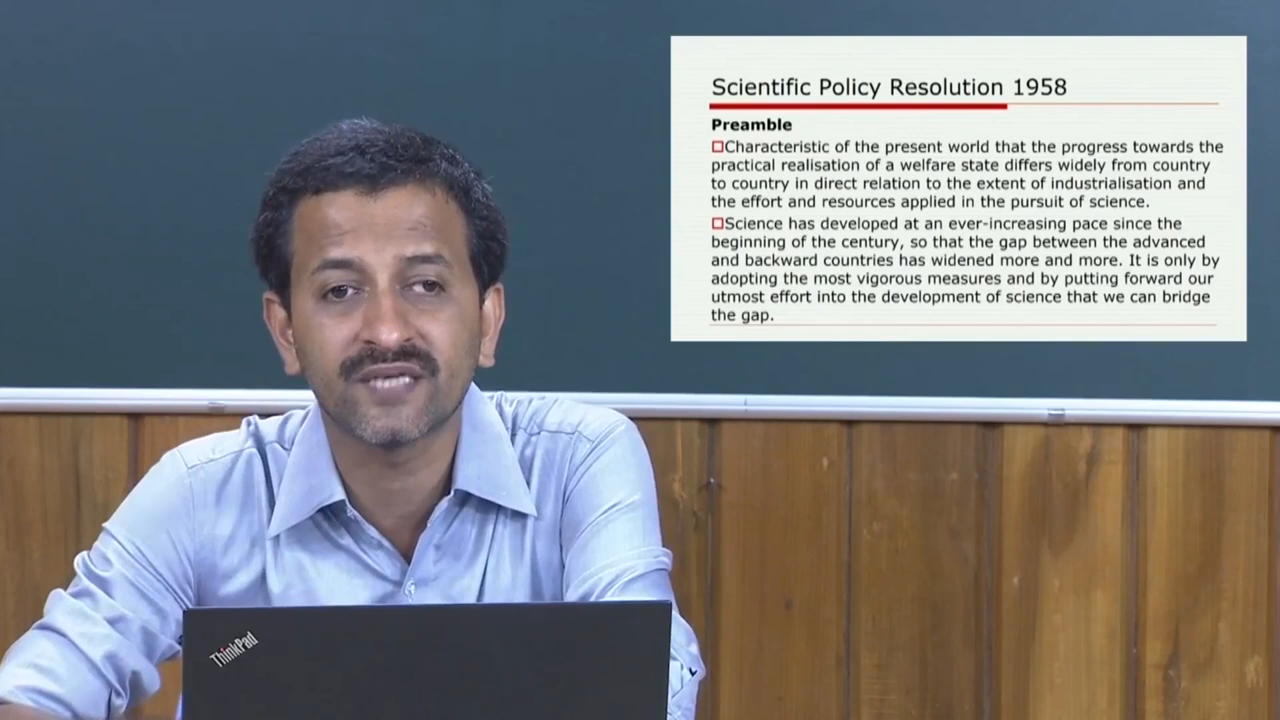 Scientific Policy Resolution 1958
Preamble
Characteristic of the present world that the progress towards the
practical realisation of a welfare state differs widely from country
to country in direct relation to the extent of industrialisation and
the effort and resources applied in the pursuit of science.
Science has developed at an ever-increasing pace since the
beginning of the century, so that the gap between the advanced
and backward countries has widened more and more. It is only by
adopting the most vigorous measures and by putting forward our
utmost effort into the development of science that we can bridge
the gap.
ThinkPad